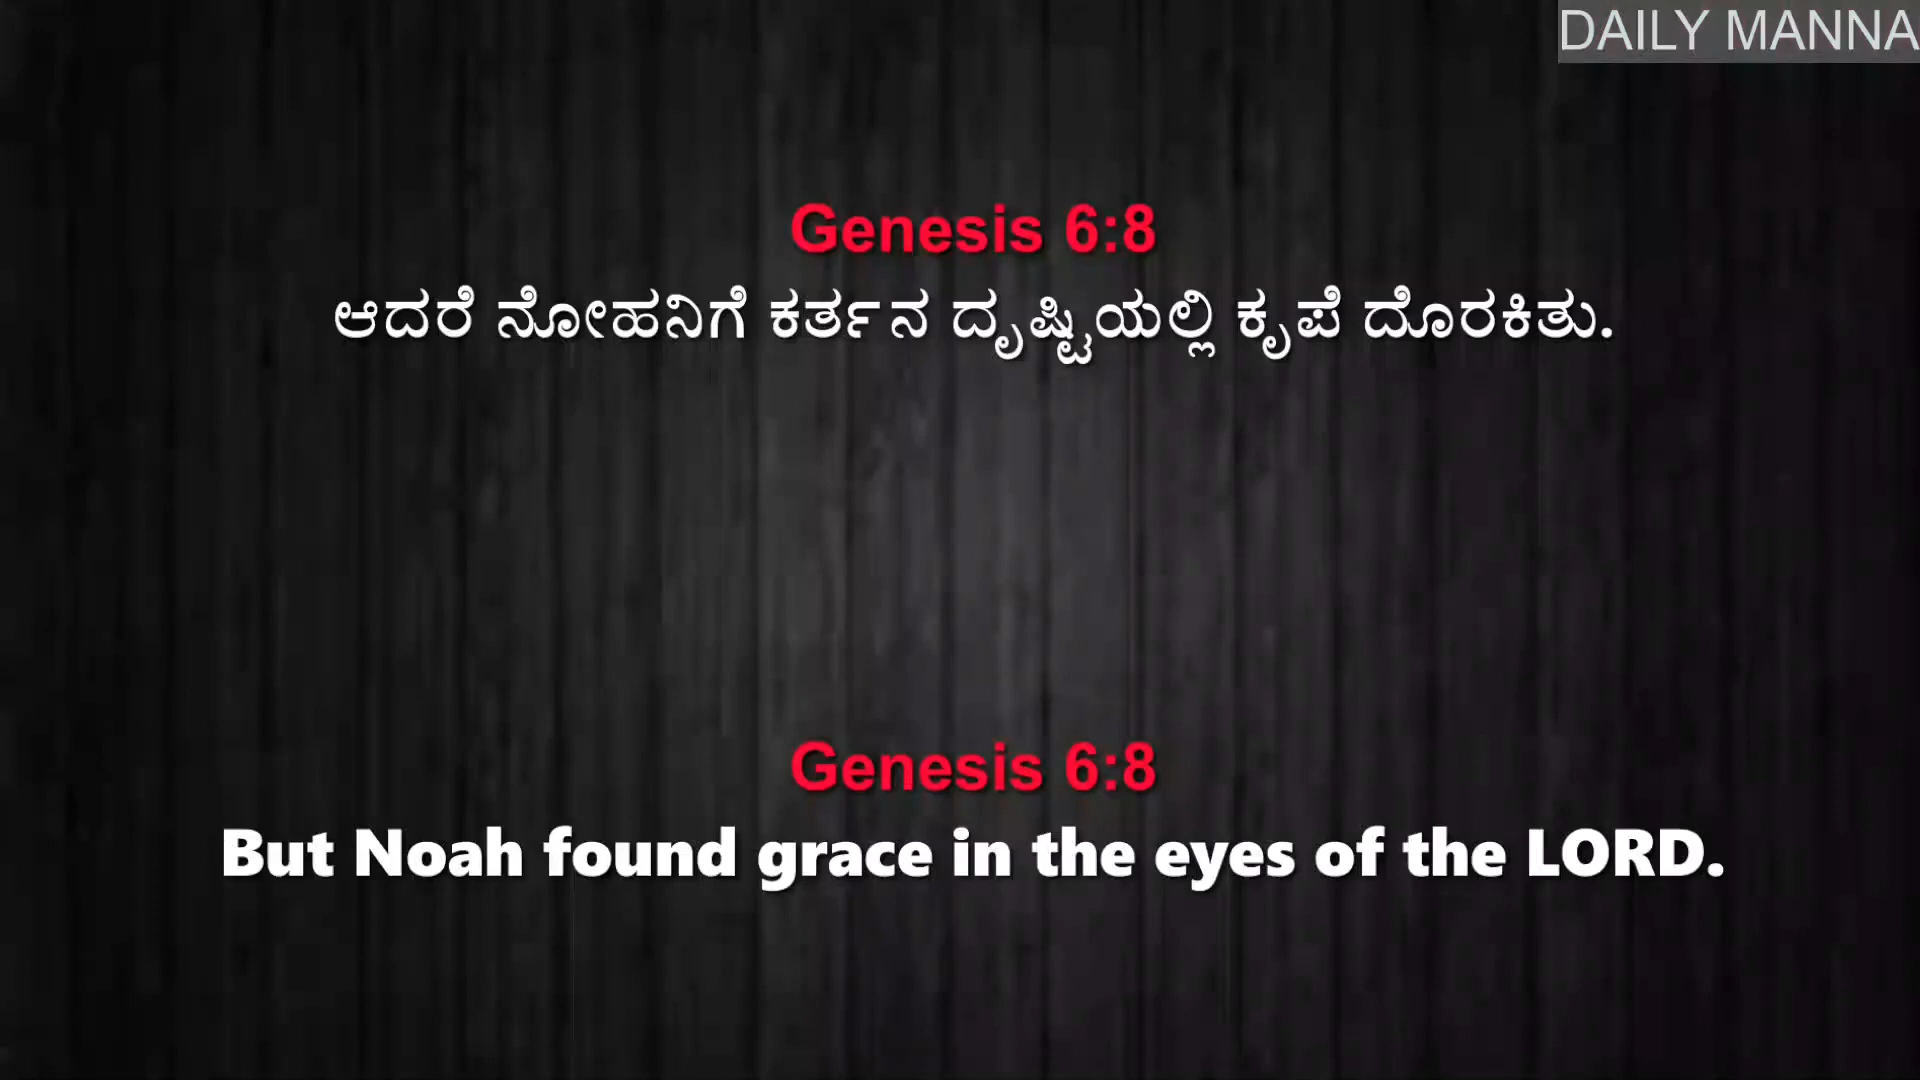 DAILY MANNA
Genesis 6:8
ಆದರೆ ನೋಹನಿಗೆ ಕರ್ತನ ದೃಷ್ಟಿಯಲ್ಲಿ ಕೃಪೆ ದೊರಕಿತು.
Genesis 6:8
But Noah found grace in the eyes of the LORD.